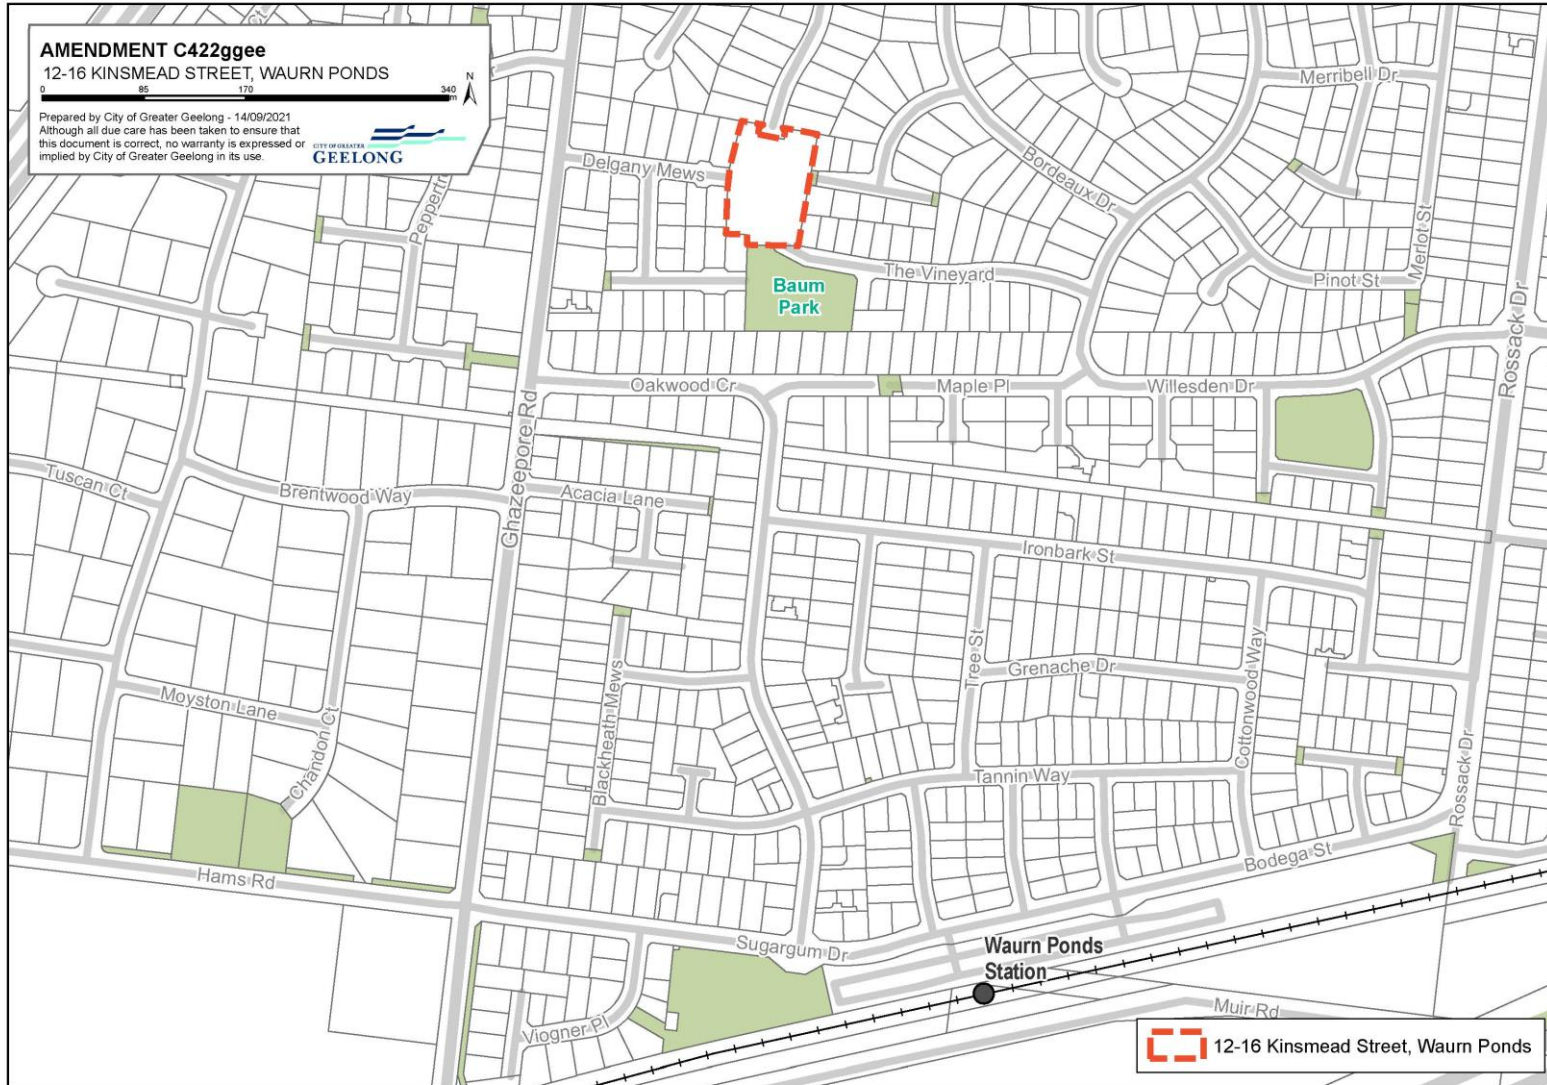 AMENDMENT C422ggee
12-16 KINSMEAD STREET, WAURN PONDS
0 85 170 340
m
N
Prepared by City of Greater Geelong - 14/09/2021
Although all due care has been taken to ensure that
this document is correct, no warranty is expressed or
implied by City of Greater Geelong in its use.
CITY OF GREATER
GEELONG
Ct
Merribell Dr
Delgany Mews
Bordeaux Dr
Merlot St
The Vineyard
Pinot St
Baum
Park
Rossack Dr
Oakwood Cr
Maple Pl
Willesden Dr
Ghazeepore Rd
Tuscan Ct
Brentwood Way
Acacia Lane
Ironbark St
Tree St
Grenache Dr
Cottonwood Way
Moyston Lane
Chandon Ct
Blackheath Mews
Tannin Way
Rossack Dr
Bodega St
Hams Rd
Sugargum Dr
Waurn Ponds
Station
Viogner Pl
Muir Rd
12-16 Kinsmead Street, Waurn Ponds